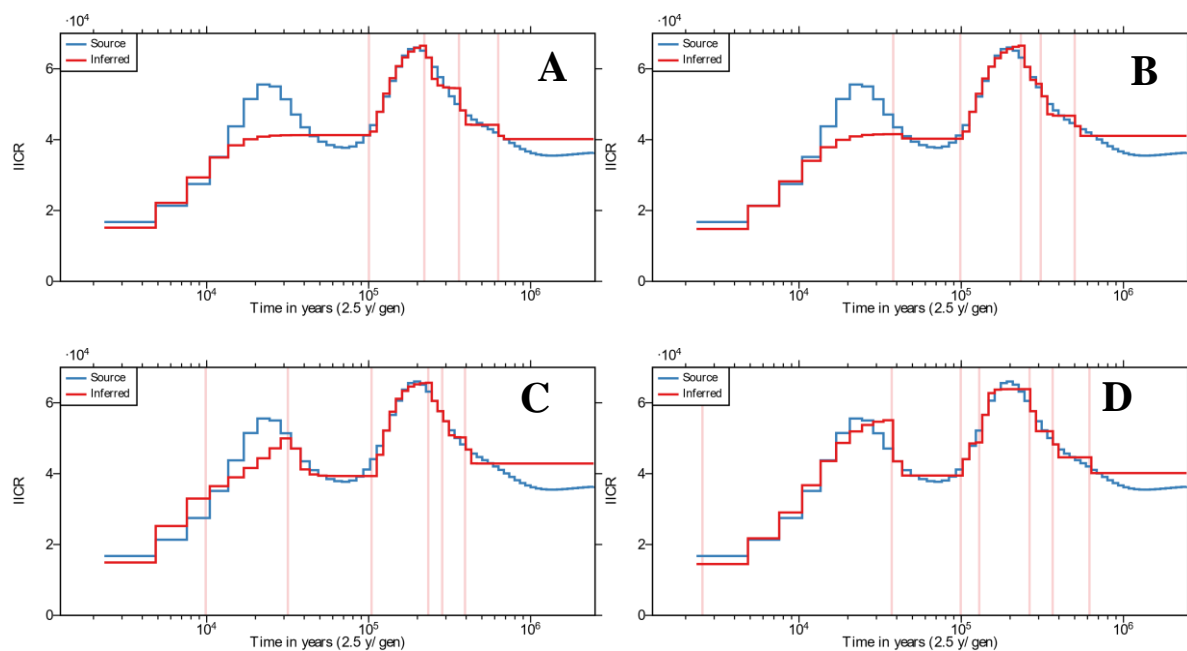 ·10⁴
Source
Inferred
A
6
4
2
0
IICR
10⁴ 10⁵ 10⁶
Time in years (2.5 y/ gen)
·10⁴
Source
Inferred
B
6
4
2
0
IICR
10⁴ 10⁵ 10⁶
Time in years (2.5 y/ gen)
·10⁴
Source
Inferred
C
6
4
2
0
IICR
10⁴ 10⁵ 10⁶
Time in years (2.5 y/ gen)
·10⁴
Source
Inferred
D
6
4
2
0
IICR
10⁴ 10⁵ 10⁶
Time in years (2.5 y/ gen)